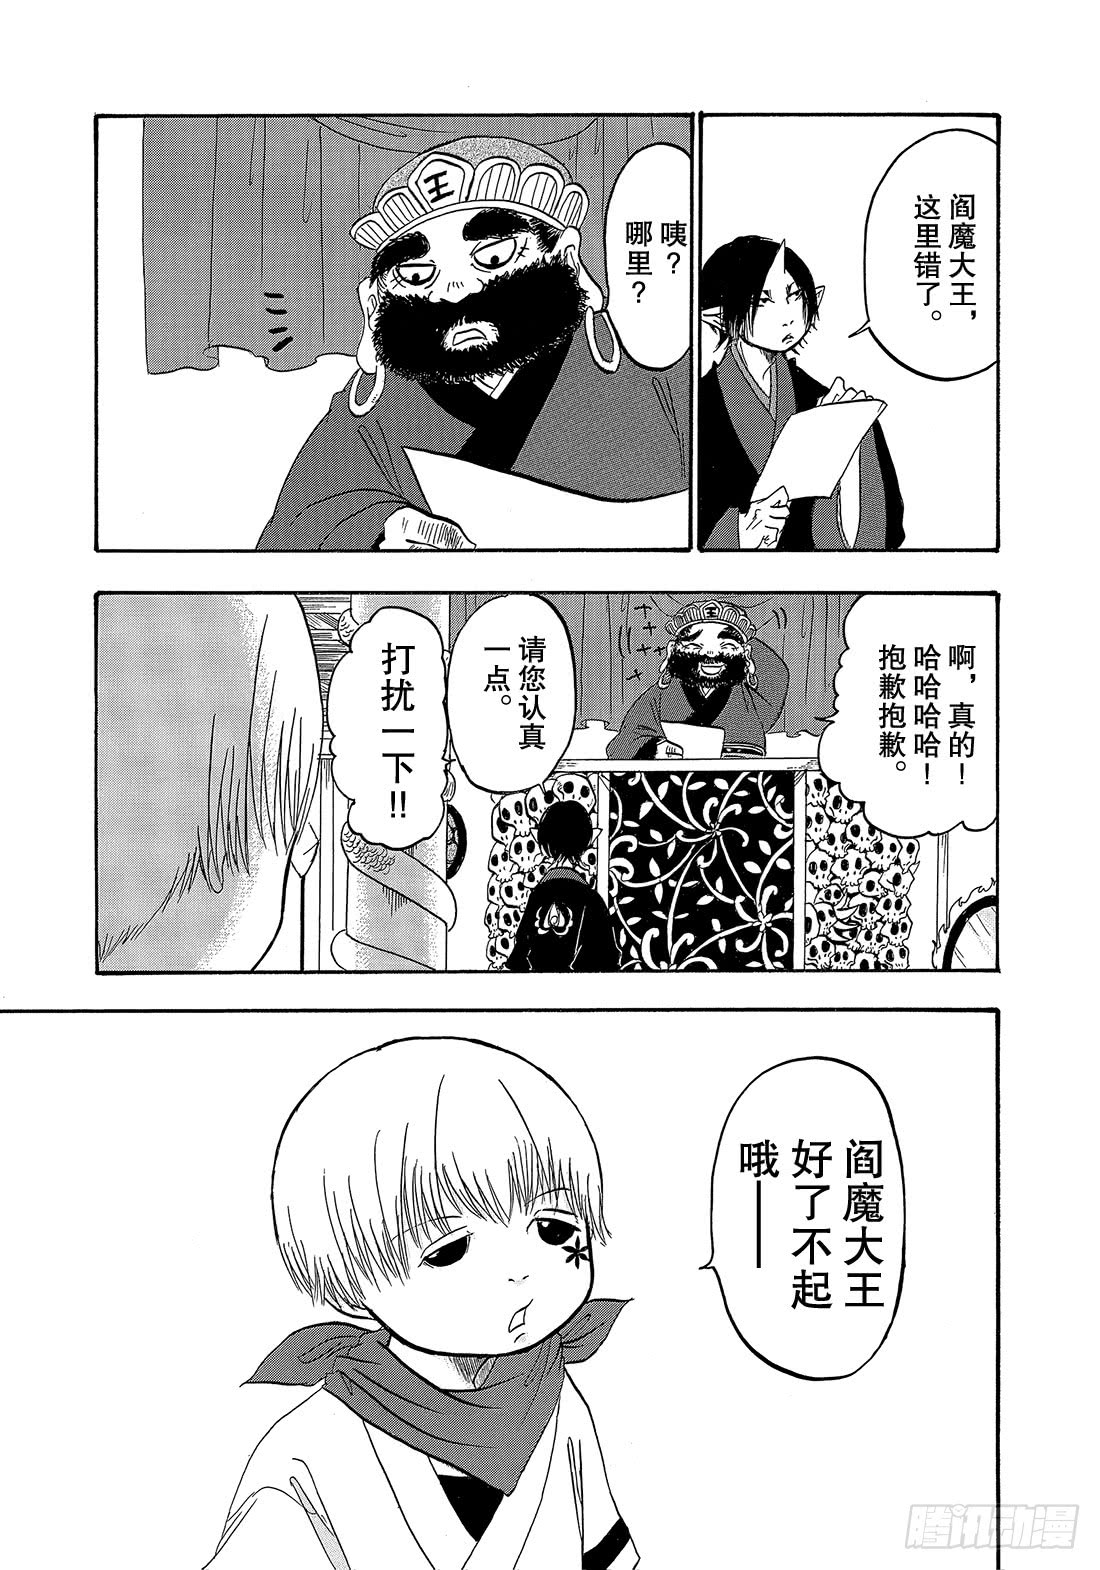 阎魔大王，
这里错了。
咦？
哪里？
王
啊，真的！
哈哈哈哈！
抱歉抱歉。
王
请您认真
一点。
打扰一下!!
阎魔大王
好了不起
哦——
腾讯动漫